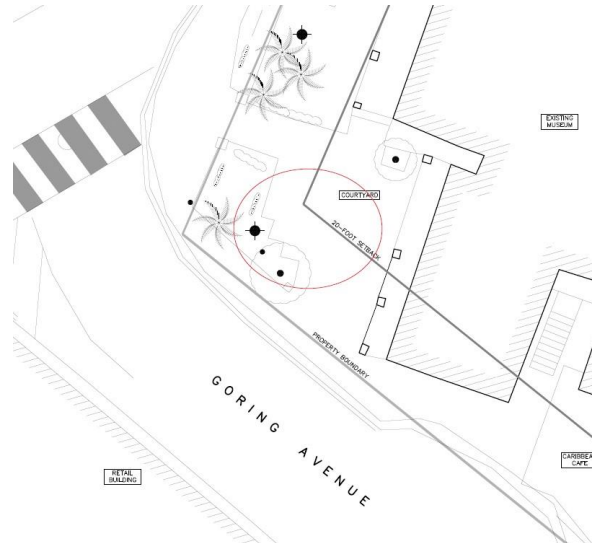 EXISTING
MUSEUM
COURTYARD
20-FOOT SETBACK
PROPERTY BOUNDARY
GORING AVENUE
RETAIL
BUILDING
CARIBBEA
CAFE